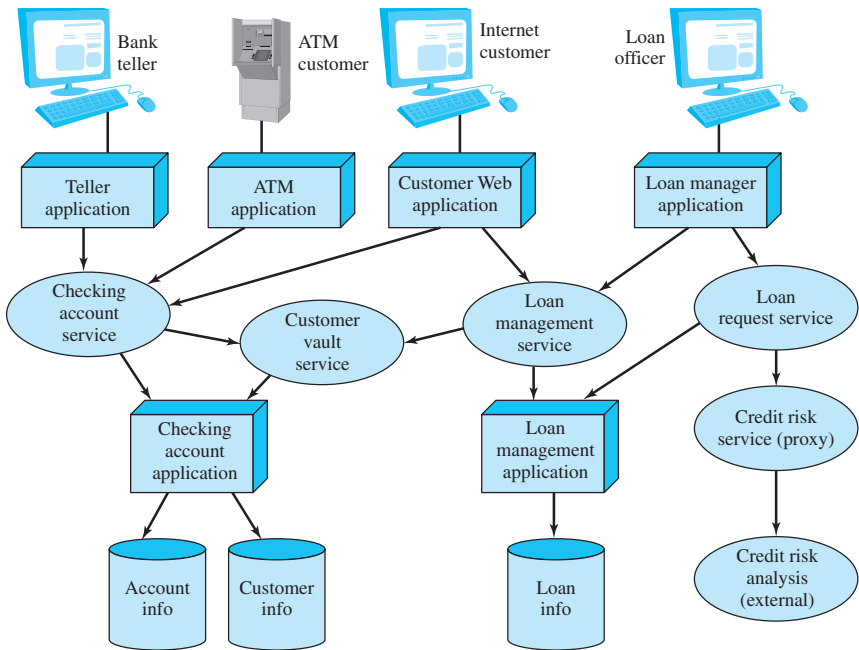 Bank
teller
ATM
customer
Internet
customer
Loan
officer
Teller
application
ATM
application
Customer Web
application
Loan manager
application
Checking
account
service
Customer
vault
service
Loan
management
service
Loan
request service
Checking
account
application
Loan
management
application
Credit risk
service (proxy)
Account
info
Customer
info
Loan
info
Credit risk
analysis
(external)